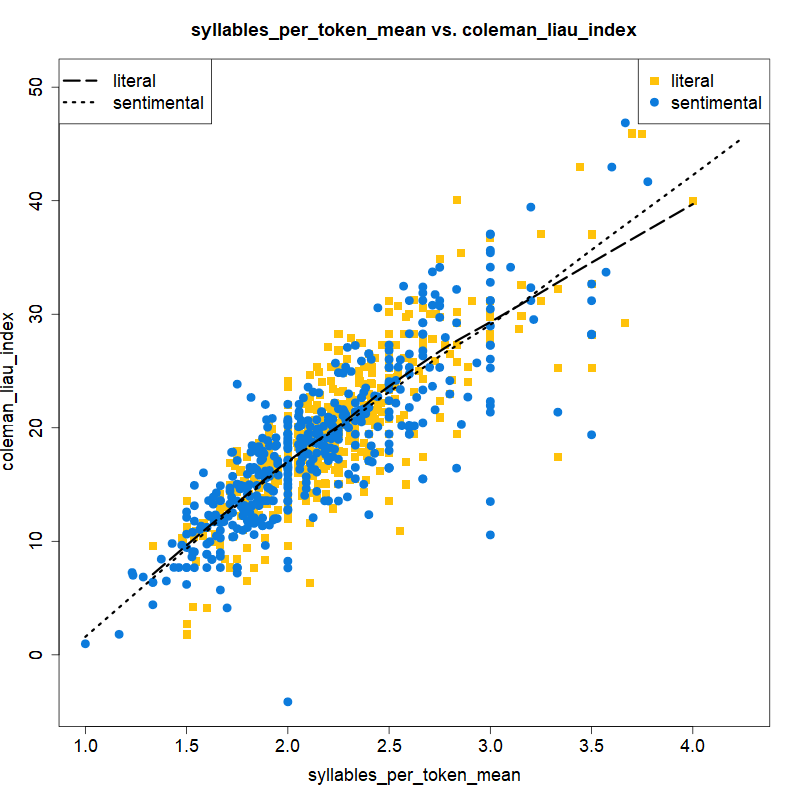 syllables_per_token_mean vs. coleman_liau_index
literal
sentimental
literal
sentimental
50
40
30
20
10
0
coleman_liau_index
1.0 1.5 2.0 2.5 3.0 3.5 4.0
syllables_per_token_mean